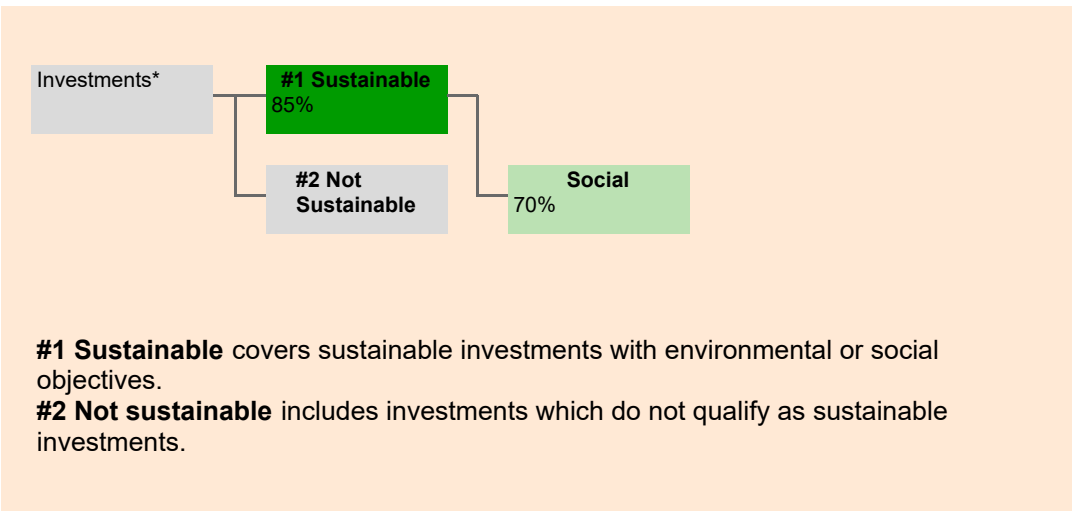 Investments*
#1 Sustainable
85%
#2 Not
Sustainable
Social
70%
#1 Sustainable covers sustainable investments with environmental or social
objectives.
#2 Not sustainable includes investments which do not qualify as sustainable
investments.